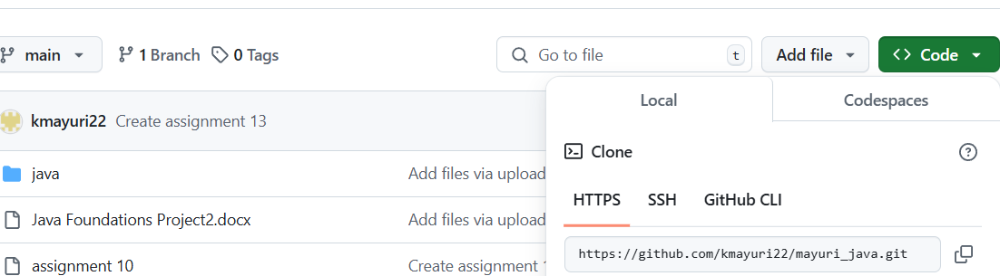 main 1 Branch 0 Tags Go to file t Add file Code
Local Codespaces
kmayuri22 Create assignment 13
Clone ?
java Add files via upload
HTTPS SSH GitHub CLI
Java Foundations Project2.docx Add files via upload
https://github.com/kmayuri22/mayuri_java.git
assignment 10 Create assignment